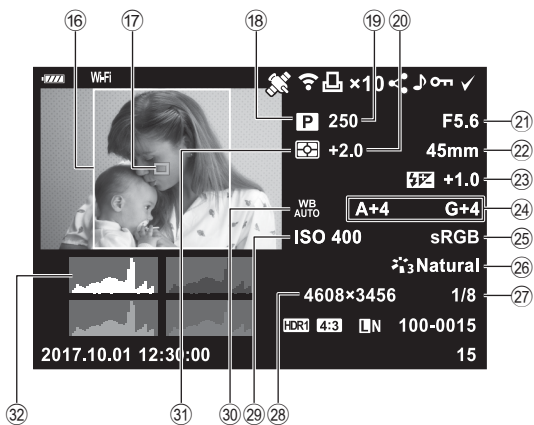 ⑯ ⑰ ⑱ ⑲ ⑳
Wi-Fi ×10
P 250 F5.6 ㉑
+2.0 45mm ㉒
+1.0 ㉓
WB AUTO A+4 G+4 ㉔
ISO 400 sRGB ㉕
3 Natural ㉖
4608×3456 1/8 ㉗
HDR1 4:3 LN 100-0015
2017.10.01 12:30:00 15
㉜ ㉛ ㉚ ㉙ ㉘